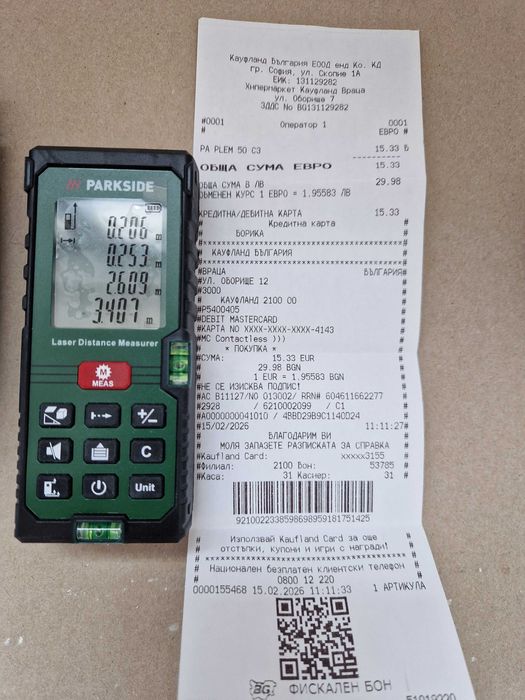 PARKSIDE
0.206 m
0.253 m
2.609 m
3.407 m
Laser Distance Measurer
M
MEAS
C
Unit
Кауфланд България ЕООД енд Ко. КД
гр. София, ул. Скопие 1А
ЕИК: 131129282
Хипермаркет Кауфланд Враца
ул. Оборище 7
ЗДДС No BG131129282
#0001 Оператор 1 0001
# ЕВРО #
PA PLEM 50 C3 15.33 Б
ОБЩА СУМА ЕВРО 15.33
ОБЩА СУМА В ЛВ 29.98
ОБМЕНЕН КУРС 1 ЕВРО = 1.95583 ЛВ
КРЕДИТНА/ДЕБИТНА КАРТА 15.33
# Кредитна карта #
# БОРИКА #
# КАУФЛАНД БЪЛГАРИЯ #
#ВРАЦА БЪЛГАРИЯ#
#УЛ. ОБОРИЩЕ 12 #
#3000 #
# КАУФЛАНД 2100 00 #
#P5400405 #
#DEBIT MASTERCARD #
#КАРТА NO XXXX-XXXX-XXXX-4143 #
#MC Contactless ))) #
# * ПОКУПКА * #
#СУМА: 15.33 EUR #
# 29.98 BGN #
# 1 EUR = 1.95583 BGN #
#НЕ СЕ ИЗИСКВА ПОДПИС! #
#AC B11127/NO 013002/ RRN# 604611662277 #
#2928 / 6210002099 / C1 #
#A0000000041010 / 4BBD29B9C1140D24 #
#15/02/2026 11:11:27#
# БЛАГОДАРИМ ВИ #
# МОЛЯ ЗАПАЗЕТЕ РАЗПИСКАТА ЗА СПРАВКА #
#Kaufland Card: xxxxx3155 #
#Филиал: 2100 Бон: 53785 #
#Каса: 31 Касиер: 31 #
9210022338598698959181751425
# Използвай Kaufland Card за още #
# отстъпки, купони и игри с награди! #
# Национален безплатен клиентски телефон #
# 0800 12 220 #
0000155468 15.02.2026 11:11:33 1 АРТИКУЛА
BG ФИСКАЛЕН БОН